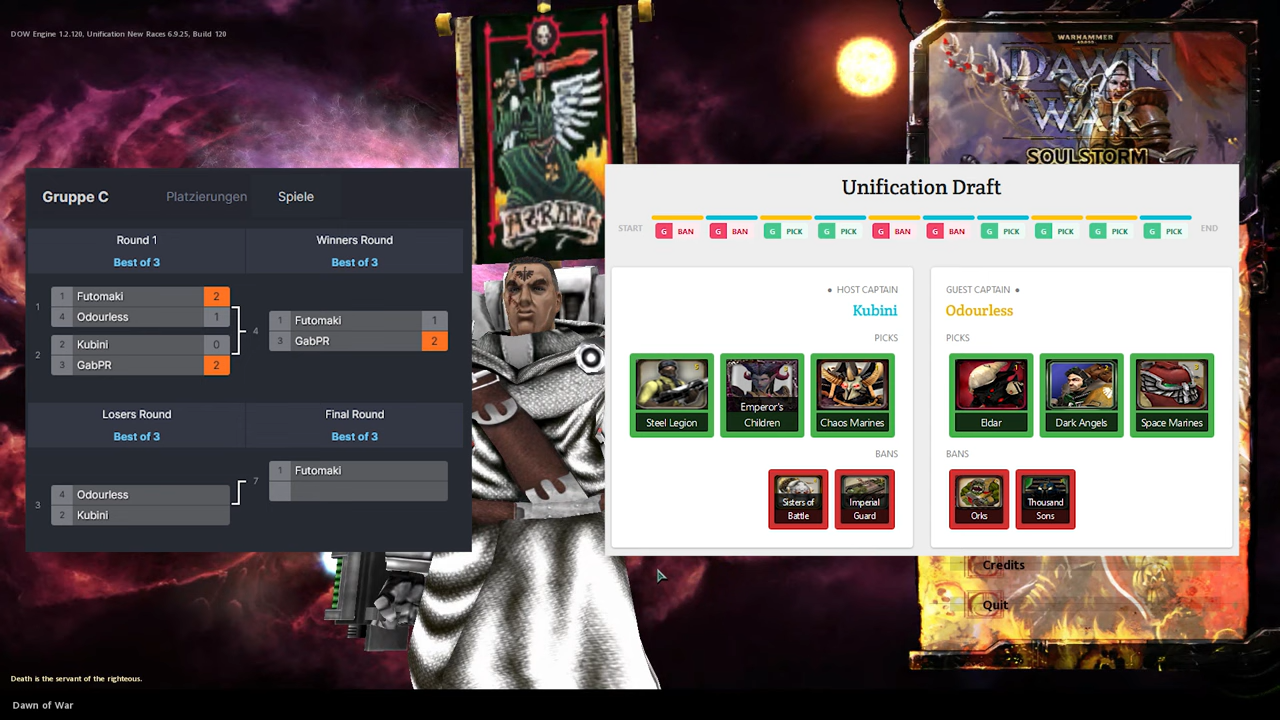 DOW Engine 1.2.120, Unification New Races 6.9.25, Build 120
WARHAMMER
DAWN
OF
WAR
SOULSTORM
Gruppe C
Platzierungen
Spiele
Round 1
Best of 3
Winners Round
Best of 3
1
1 Futomaki 2
4 Odourless 1
2
2 Kubini 0
3 GabPR 2
4
1 Futomaki 1
3 GabPR 2
Losers Round
Best of 3
Final Round
Best of 3
3
4 Odourless
2 Kubini
7
1 Futomaki
Unification Draft
START
G BAN
G BAN
G PICK
G PICK
G BAN
G BAN
G PICK
G PICK
G PICK
G PICK
END
HOST CAPTAIN
Kubini
PICKS
Steel Legion
Emperor's
Children
Chaos Marines
BANS
Sisters of
Battle
Imperial
Guard
GUEST CAPTAIN
Odourless
PICKS
Eldar
Dark Angels
Space Marines
BANS
Orks
Thousand
Sons
Credits
Quit
Death is the servant of the righteous.
Dawn of War